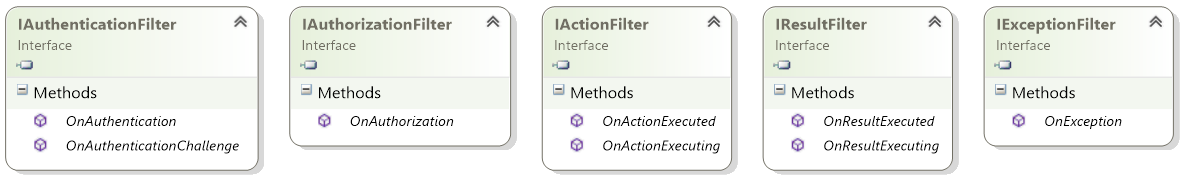 IAuthenticationFilter
Interface
Methods
OnAuthentication
OnAuthenticationChallenge
IAuthorizationFilter
Interface
Methods
OnAuthorization
IActionFilter
Interface
Methods
OnActionExecuted
OnActionExecuting
IResultFilter
Interface
Methods
OnResultExecuted
OnResultExecuting
IExceptionFilter
Interface
Methods
OnException